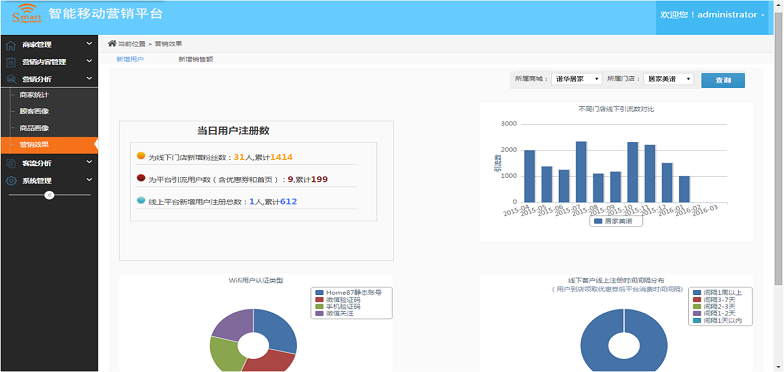 Smart
智能移动营销平台
欢迎您！administrator
商家管理
营销内容管理
营销分析
商家统计
顾客画像
商品画像
营销效果
客流分析
系统管理
当前位置 > 营销效果
新增用户 新增销售额
所属商城： 谱华居家 所属门店： 居家美谱 查询
当日用户注册数
为线下门店新增粉丝数：31人,累计1414
为平台引流用户数（含优惠券和首页）：9,累计199
线上平台新增用户注册总数：1人,累计612
不同门店线下引流数对比
引流数
3000
2000
1000
0
2015-04 2015-05 2015-06 2015-07 2015-08 2015-09 2015-10 2015-11 2015-12 2016-01 2016-02 2016-03
居家美谱
Wifi用户认证类型
Home87静态账号
微信验证码
手机验证码
微信关注
线下客户线上注册时间间隔分布
（用户到店领取优惠券后平台消费时间间隔）
间隔1周以上
间隔3-7天
间隔2-3天
间隔1-2天
间隔1天以内